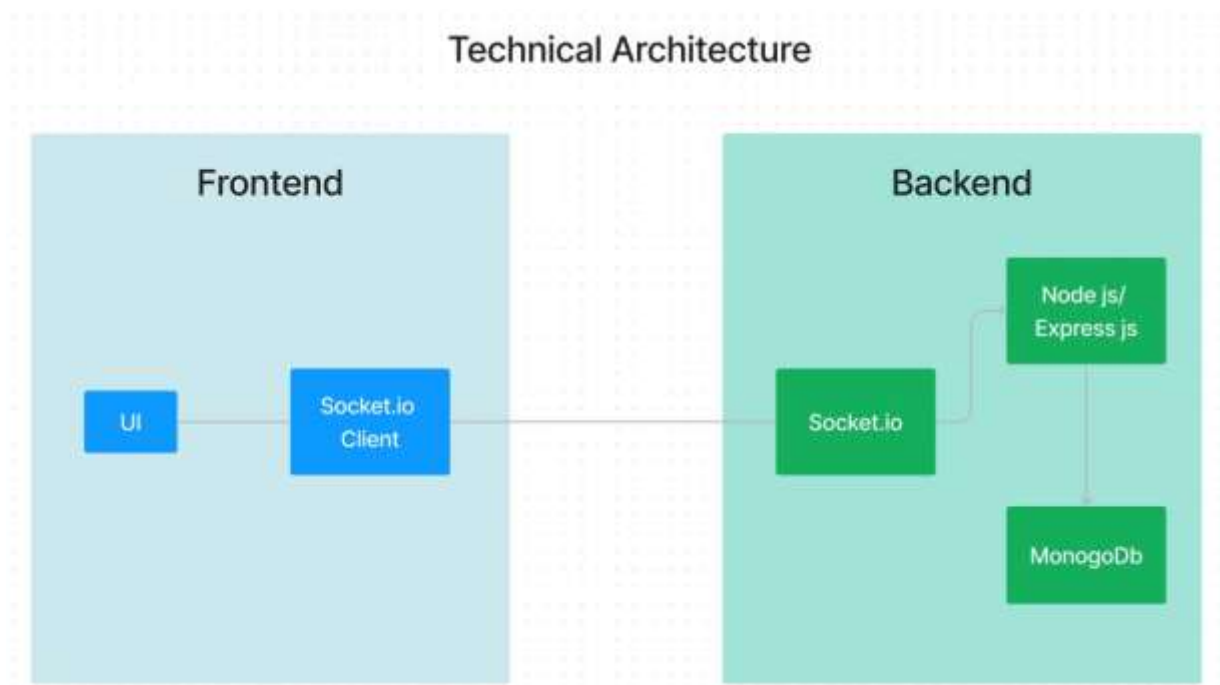 Technical Architecture
Frontend
Backend
Node js/
Express js
UI
Socket.io
Client
Socket.io
MonogoDb